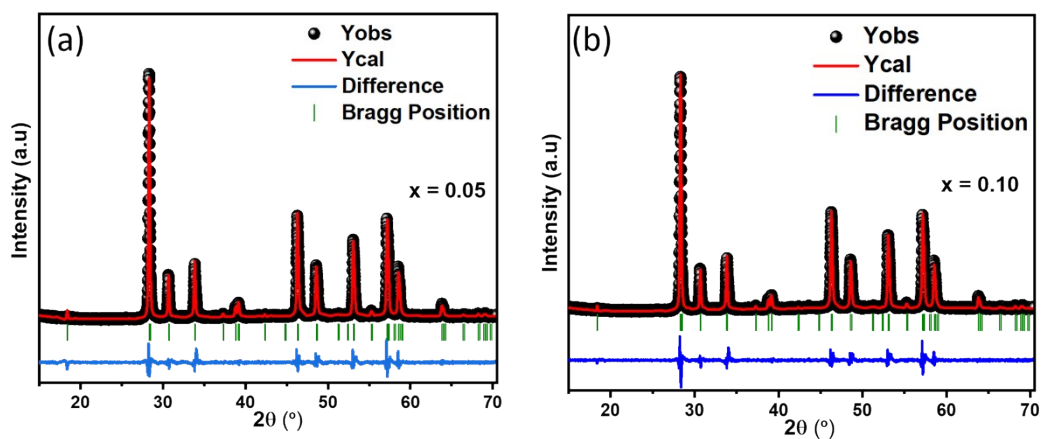 (a)
Yobs
Ycal
Difference
Bragg Position
x = 0.05
Intensity (a.u)
20 30 40 50 60 70
2θ (º)
(b)
Yobs
Ycal
Difference
Bragg Position
x = 0.10
Intensity (a.u)
20 30 40 50 60 70
2θ (º)